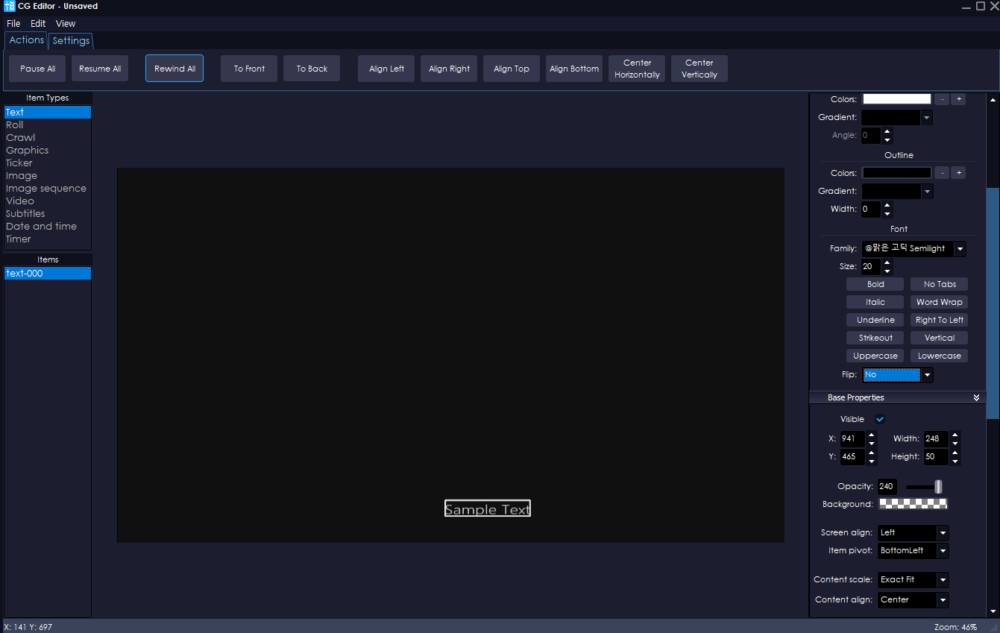 CG Editor - Unsaved
File Edit View
Actions Settings
Pause All Resume All Rewind All To Front To Back Align Left Align Right Align Top Align Bottom Center Horizontally Center Vertically
Item Types
Text
Roll
Crawl
Graphics
Ticker
Image
Image sequence
Video
Subtitles
Date and time
Timer
Items
text-000
Sample Text
Colors: - +
Gradient:
Angle: 0
Outline
Colors: - +
Gradient:
Width: 0
Font
Family: @맑은 고딕 Semilight
Size: 20
Bold No Tabs
Italic Word Wrap
Underline Right To Left
Strikeout Vertical
Uppercase Lowercase
Flip: No
Base Properties
Visible
X: 941 Width: 248
Y: 465 Height: 50
Opacity: 240
Background:
Screen align: Left
Item pivot: BottomLeft
Content scale: Exact Fit
Content align: Center
X: 141 Y: 697 Zoom: 46%